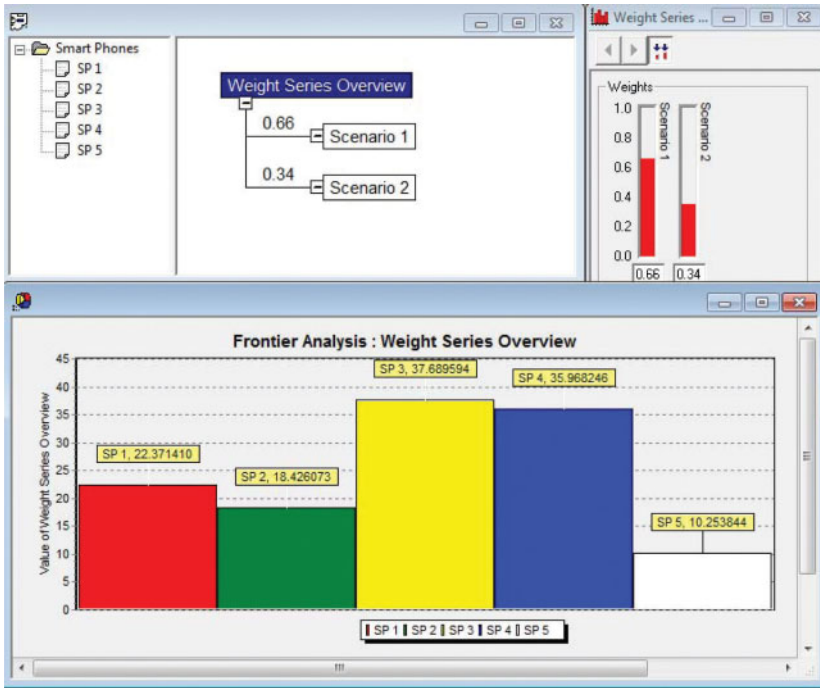 Smart Phones
SP 1
SP 2
SP 3
SP 4
SP 5
Weight Series Overview
0.66
Scenario 1
0.34
Scenario 2
Weight Series ...
Weights
1.0
0.8
0.6
0.4
0.2
0.0
Scenario 1
Scenario 2
0.66 0.34
Frontier Analysis : Weight Series Overview
Value of Weight Series Overview
45
40
35
30
25
20
15
10
5
0
SP 1, 22.371410
SP 2, 18.426073
SP 3, 37.689594
SP 4, 35.968246
SP 5, 10.253844
SP 1 SP 2 SP 3 SP 4 SP 5